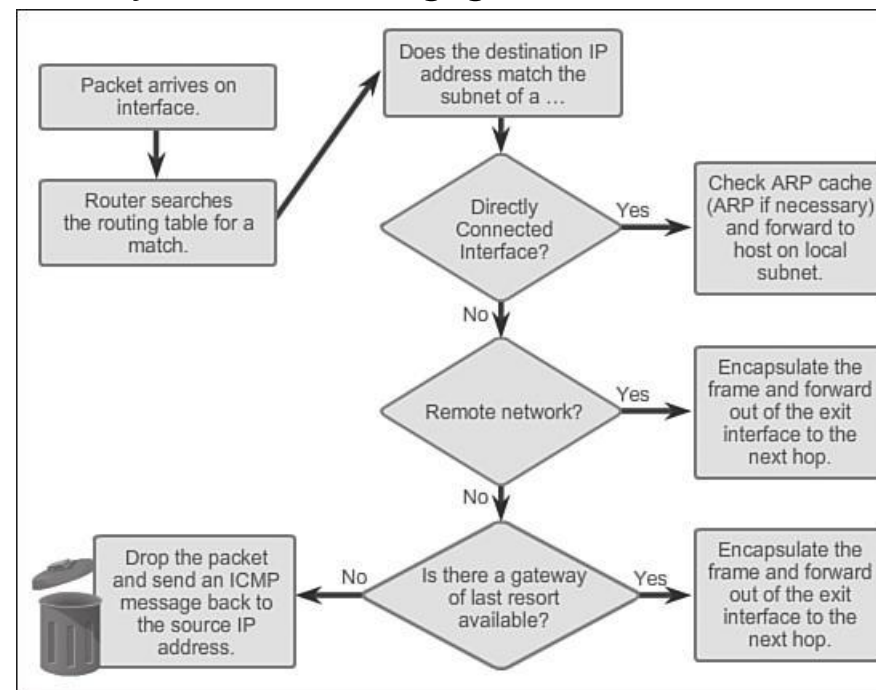 Packet arrives on
interface.
Router searches
the routing table for a
match.
Does the destination IP
address match the
subnet of a ...
Directly
Connected
Interface?
Yes
Check ARP cache
(ARP if necessary)
and forward to
host on local
subnet.
No
Remote network?
Yes
Encapsulate the
frame and forward
out of the exit
interface to the
next hop.
No
Is there a gateway
of last resort
available?
Yes
Encapsulate the
frame and forward
out of the exit
interface to the
next hop.
No
Drop the packet
and send an ICMP
message back to
the source IP
address.